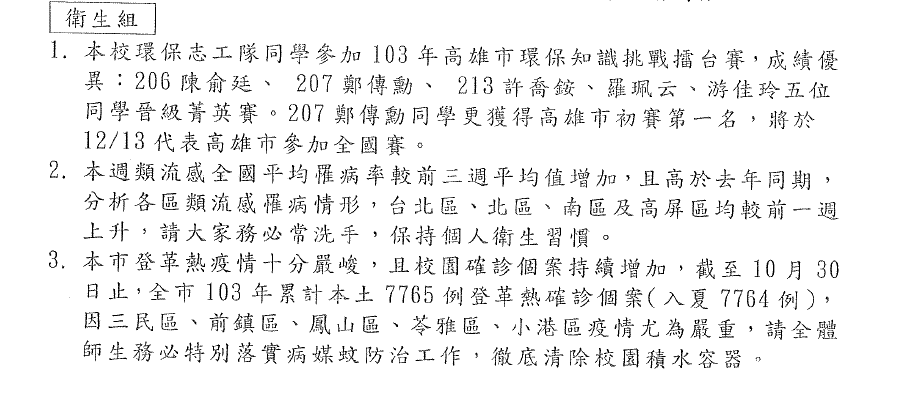 衛生組
1. 本校環保志工隊同學參加 103 年高雄市環保知識挑戰擂台賽，成績優
異：206 陳俞廷、 207 鄭傳勳、 213 許喬銨、羅珮云、游佳玲五位
同學晉級菁英賽。207 鄭傳勳同學更獲得高雄市初賽第一名，將於
12/13 代表高雄市參加全國賽。
2. 本週類流感全國平均罹病率較前三週平均值增加，且高於去年同期，
分析各區類流感罹病情形，台北區、北區、南區及高屏區均較前一週
上升，請大家務必常洗手，保持個人衛生習慣。
3. 本市登革熱疫情十分嚴峻，且校園確診個案持續增加，截至 10 月 30
日止，全市 103 年累計本土 7765 例登革熱確診個案(入夏 7764 例)，
因三民區、前鎮區、鳳山區、苓雅區、小港區疫情尤為嚴重，請全體
師生務必特別落實病媒蚊防治工作，徹底清除校園積水容器。